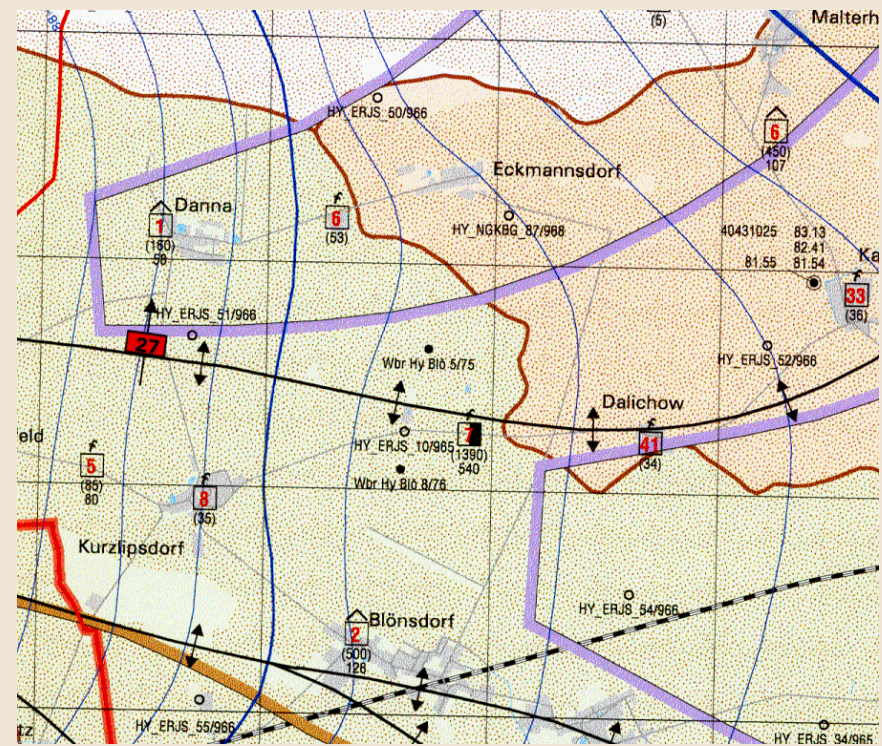 88
(5)
Malterh
HY_ERJS_50/966
6
(450)
107
Eckmannsdorf
Danna
1
(160)
58
6
(53)
HY_NGKBG_87/966
40431025 83.13
82.41
81.55 81.54
Ka
33
(36)
HY_ERJS_51/966
27
Wbr Hy Blö 5/75
HY_ERJS_52/966
Dalichow
eld
7
(1390)
540
HY_ERJS_10/965
41
(34)
5
(85)
80
Wbr Hy Blö 8/76
8
(35)
Kurzlipsdorf
HY_ERJS_54/966
Blönsdorf
2
(500)
128
HY_ERJS_55/966
tz
HY_ERJS_34/965